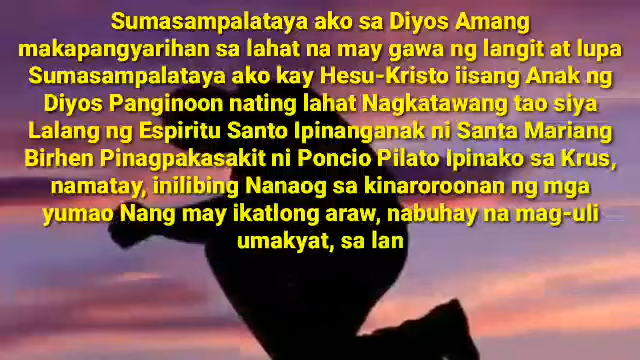 Sumasampalataya ako sa Diyos Amang
makapangyarihan sa lahat na may gawa ng langit at lupa
Sumasampalataya ako kay Hesu-Kristo iisang Anak ng
Diyos Panginoon nating lahat Nagkatawang tao siya
Lalang ng Espiritu Santo Ipinanganak ni Santa Mariang
Birhen Pinagpakasakit ni Poncio Pilato Ipinako sa Krus,
namatay, inilibing Nanaog sa kinaroroonan ng mga
yumao Nang may ikatlong araw, nabuhay na mag-uli
umakyat, sa lan